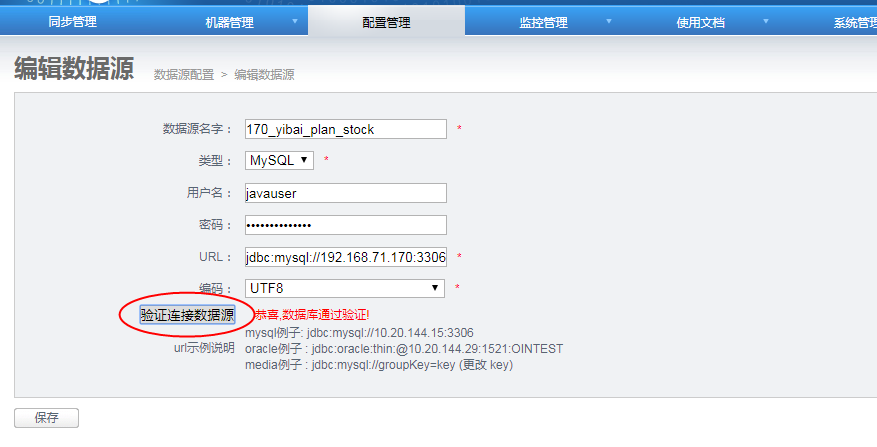 同步管理 机器管理 配置管理 监控管理 使用文档 系统管理
编辑数据源 数据源配置 > 编辑数据源
数据源名字： 170_yibai_plan_stock *
类型： MySQL *
用户名： javauser
密码： ••••••••••••••
URL： jdbc:mysql://192.168.71.170:3306 *
编码： UTF8 *
验证连接数据源 恭喜,数据库通过验证!
url示例说明
mysql例子: jdbc:mysql://10.20.144.15:3306
oracle例子 : jdbc:oracle:thin:@10.20.144.29:1521:OINTEST
media例子 : jdbc:mysql://groupKey=key (更改 key)
保存